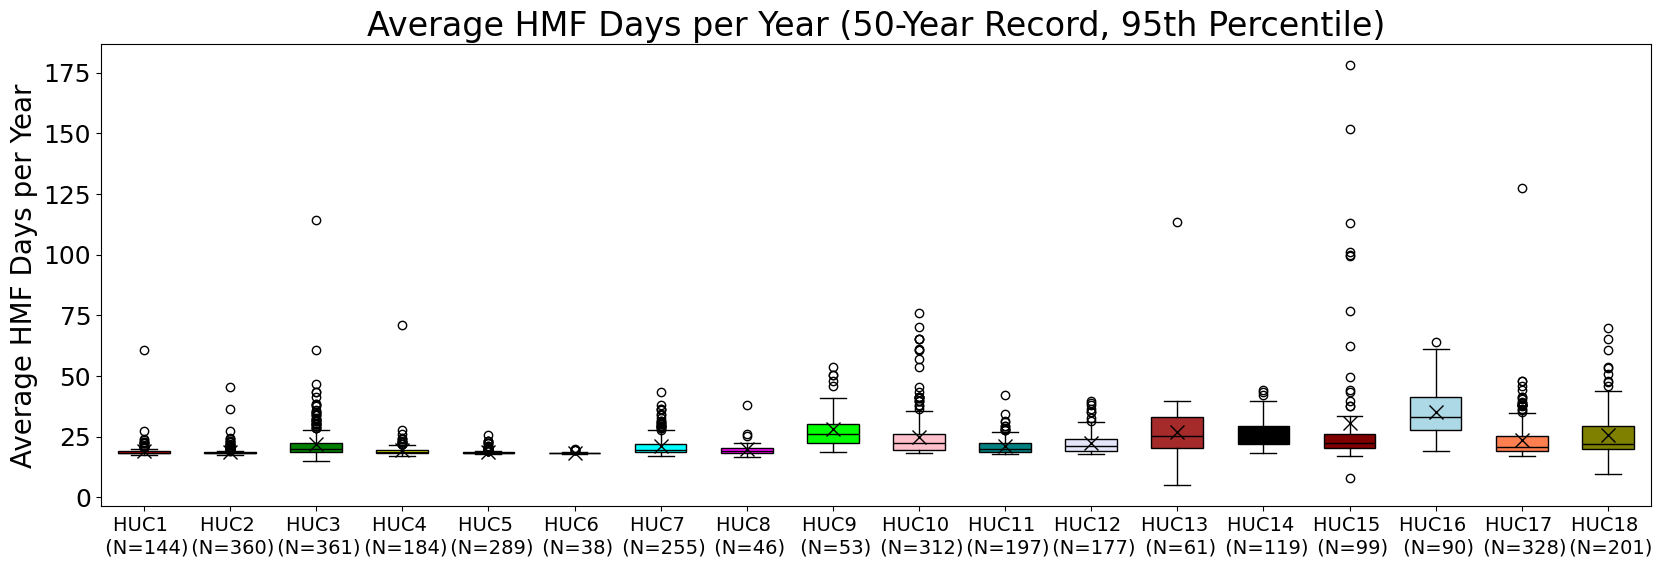 Average HMF Days per Year (50-Year Record, 95th Percentile)
Average HMF Days per Year
175
150
125
100
75
50
25
0
HUC1 HUC2 HUC3 HUC4 HUC5 HUC6 HUC7 HUC8 HUC9 HUC10 HUC11 HUC12 HUC13 HUC14 HUC15 HUC16 HUC17 HUC18
(N=144) (N=360) (N=361) (N=184) (N=289) (N=38) (N=255) (N=46) (N=53) (N=312) (N=197) (N=177) (N=61) (N=119) (N=99) (N=90) (N=328) (N=201)